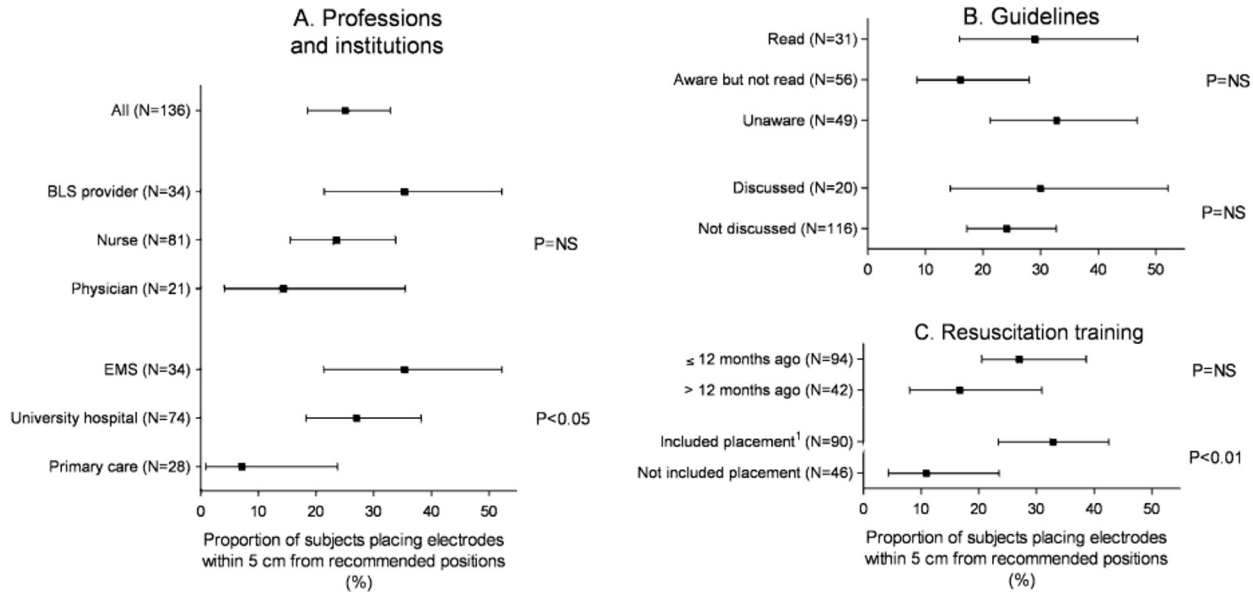 A. Professions
and institutions
All (N=136)
BLS provider (N=34)
Nurse (N=81)
P=NS
Physician (N=21)
EMS (N=34)
University hospital (N=74)
P<0.05
Primary care (N=28)
0 10 20 30 40 50
Proportion of subjects placing electrodes
within 5 cm from recommended positions
(%)
B. Guidelines
Read (N=31)
Aware but not read (N=56)
P=NS
Unaware (N=49)
Discussed (N=20)
P=NS
Not discussed (N=116)
0 10 20 30 40 50
C. Resuscitation training
≤ 12 months ago (N=94)
P=NS
> 12 months ago (N=42)
Included placement¹ (N=90)
P<0.01
Not included placement (N=46)
0 10 20 30 40 50
Proportion of subjects placing electrodes
within 5 cm from recommended positions
(%)